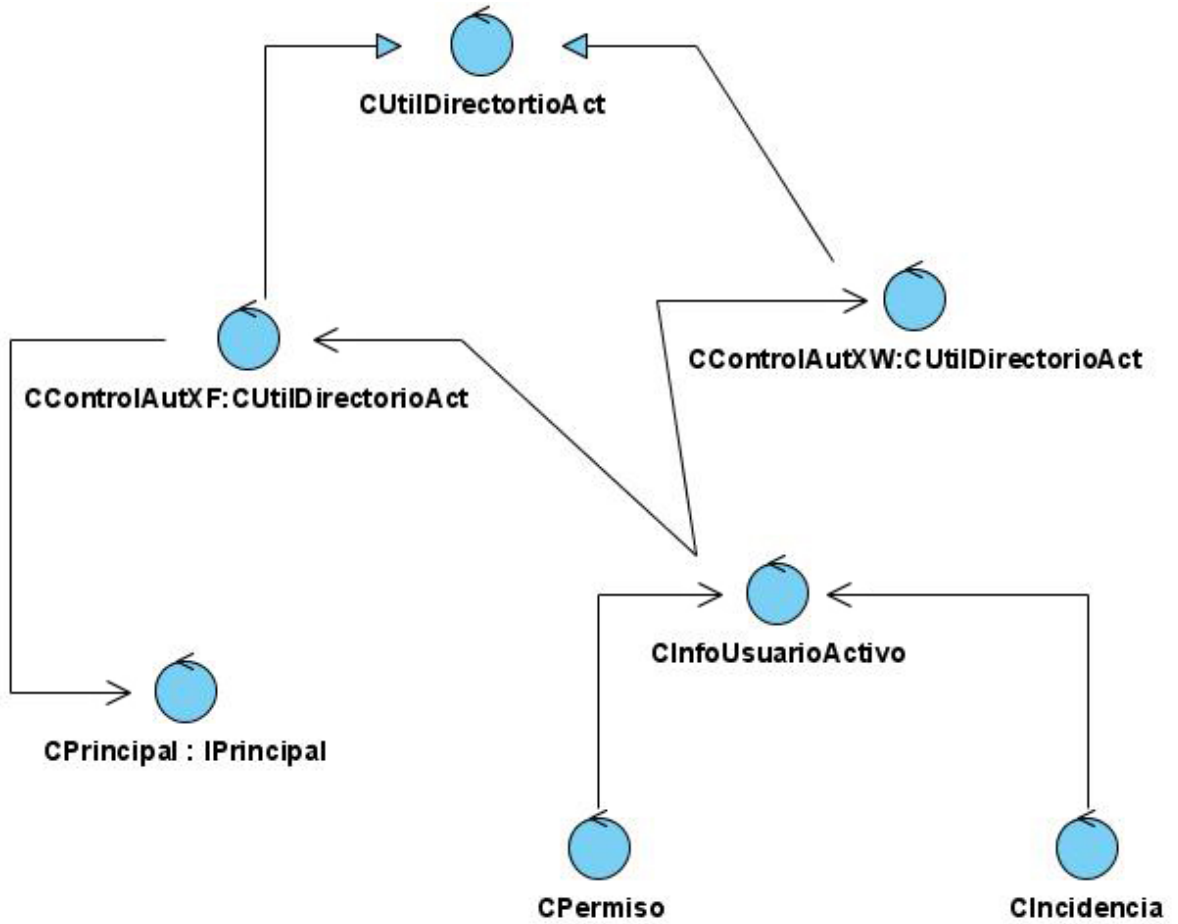 CUtilDirectortioAct
CControlAutXW:CUtilDirectorioAct
CControlAutXF:CUtilDirectorioAct
CInfoUsuarioActivo
CPrincipal : IPrincipal
CPermiso
CIncidencia